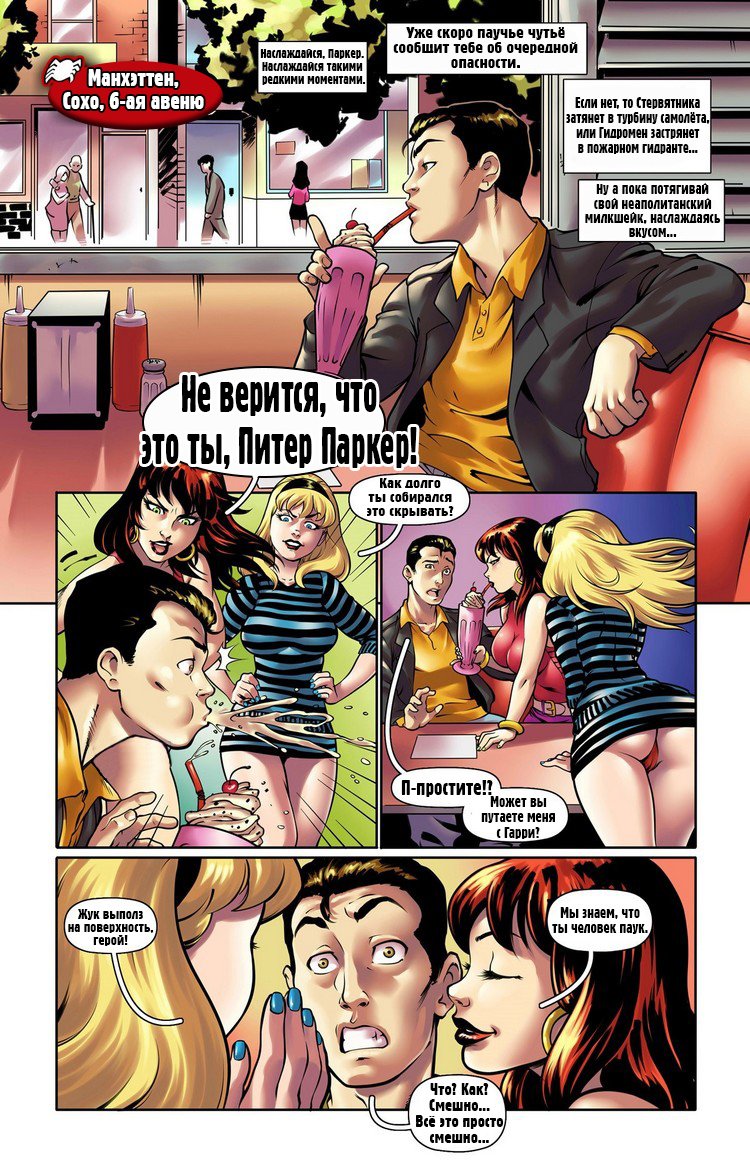 Манхэттен,
Сохо, 6-ая авеню
Наслаждайся, Паркер.
Наслаждайся такими
редкими моментами.
Уже скоро паучье чутьё
сообщит тебе об очередной
опасности.
Если нет, то Стервятника
затянет в турбину самолёта,
или Гидромен застрянет
в пожарном гидранте...
Ну а пока потягивай
свой неаполитанский
милкшейк, наслаждаясь
вкусом...
Не верится, что
это ты, Питер Паркер!
Как долго
ты собирался
это скрывать?
П-простите!?
Может вы
путаете меня
с Гарри?
Жук выполз
на поверхность,
герой!
Мы знаем, что
ты человек паук.
Что? Как?
Смешно...
Всё это просто
смешно...